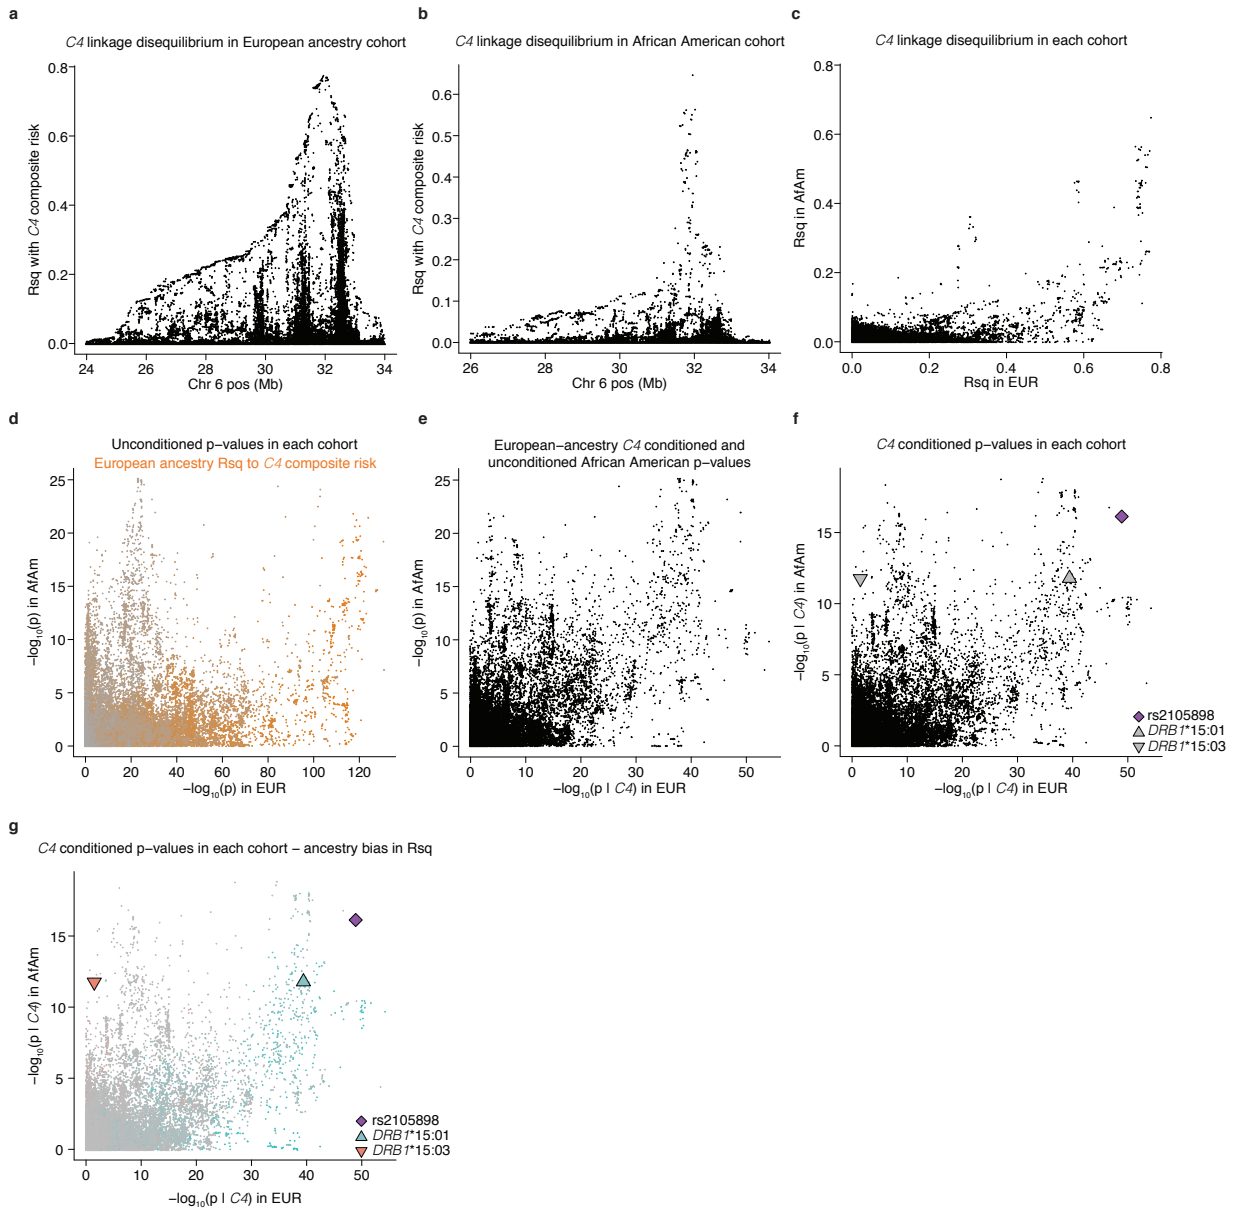 a
C4 linkage disequilibrium in European ancestry cohort
0.8
0.6
0.4
0.2
0.0
Rsq with C4 composite risk
24 26 28 30 32 34
Chr 6 pos (Mb)
b
C4 linkage disequilibrium in African American cohort
0.6
0.5
0.4
0.3
0.2
0.1
0.0
Rsq with C4 composite risk
26 28 30 32 34
Chr 6 pos (Mb)
c
C4 linkage disequilibrium in each cohort
0.8
0.6
0.4
0.2
0.0
Rsq in AfAm
0.0 0.2 0.4 0.6 0.8
Rsq in EUR
d
Unconditioned p−values in each cohort
European ancestry Rsq to C4 composite risk
25
20
15
10
5
0
−log10(p) in AfAm
0 20 40 60 80 100 120
−log10(p) in EUR
e
European−ancestry C4 conditioned and
unconditioned African American p−values
25
20
15
10
5
0
−log10(p) in AfAm
0 10 20 30 40 50
−log10(p | C4) in EUR
f
C4 conditioned p−values in each cohort
15
10
5
0
−log10(p | C4) in AfAm
rs2105898
DRB1*15:01
DRB1*15:03
0 10 20 30 40 50
−log10(p | C4) in EUR
g
C4 conditioned p−values in each cohort − ancestry bias in Rsq
15
10
5
0
−log10(p | C4) in AfAm
rs2105898
DRB1*15:01
DRB1*15:03
0 10 20 30 40 50
−log10(p | C4) in EUR